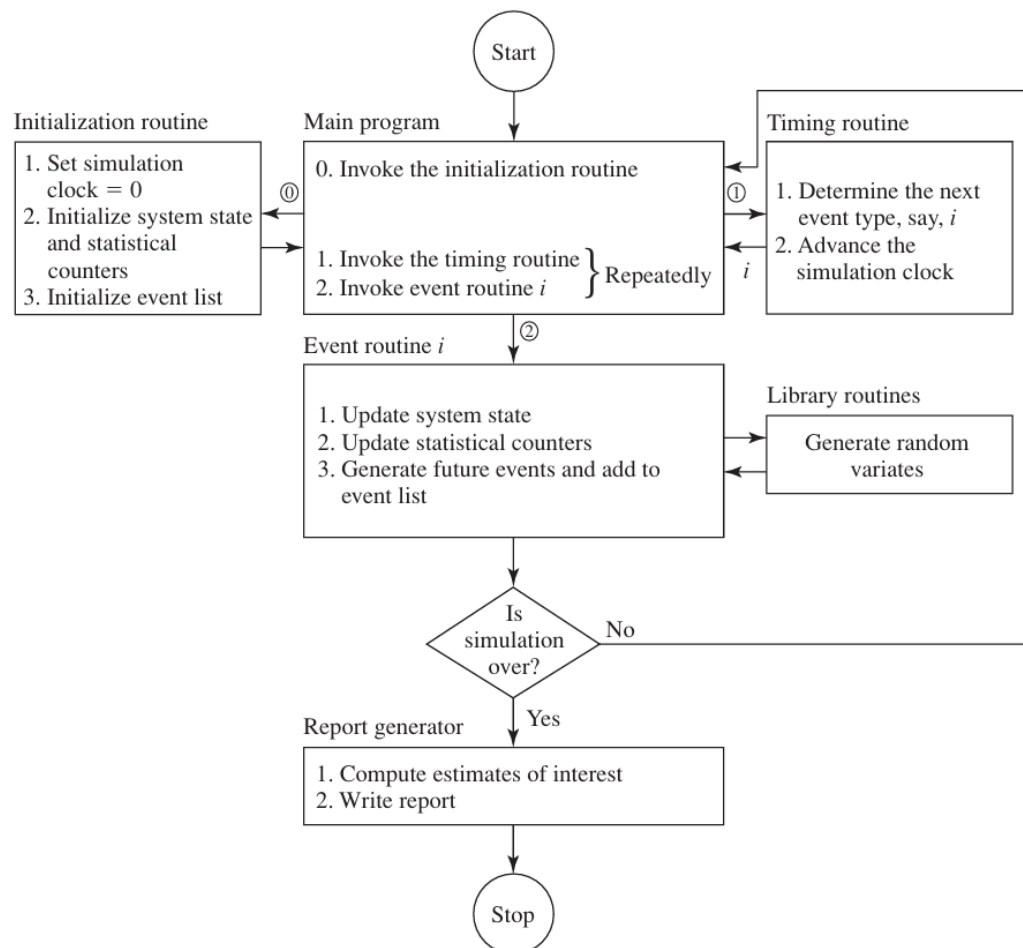 Start
Initialization routine
1. Set simulation
clock = 0
2. Initialize system state
and statistical
counters
3. Initialize event list
⓪
Main program
0. Invoke the initialization routine
1. Invoke the timing routine
2. Invoke event routine i
} Repeatedly
①
i
Timing routine
1. Determine the next
event type, say, i
2. Advance the
simulation clock
②
Event routine i
1. Update system state
2. Update statistical counters
3. Generate future events and add to
event list
Library routines
Generate random
variates
Is
simulation
over?
No
Yes
Report generator
1. Compute estimates of interest
2. Write report
Stop